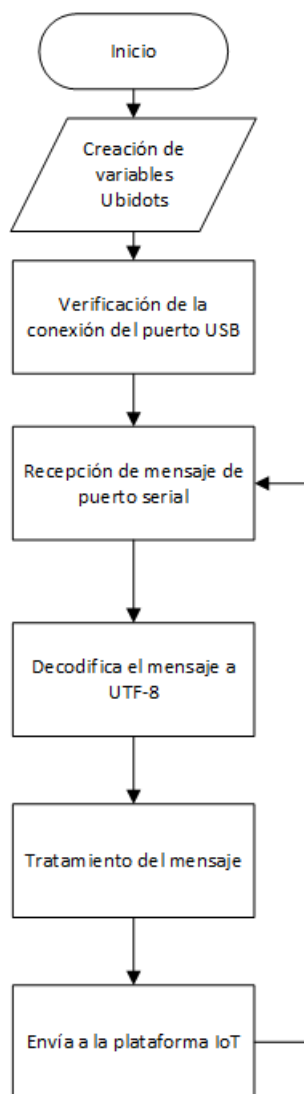 Inicio
Creación de
variables
Ubidots
Verificación de la
conexión del puerto USB
Recepción de mensaje de
puerto serial
Decodifica el mensaje a
UTF-8
Tratamiento del mensaje
Envía a la plataforma IoT